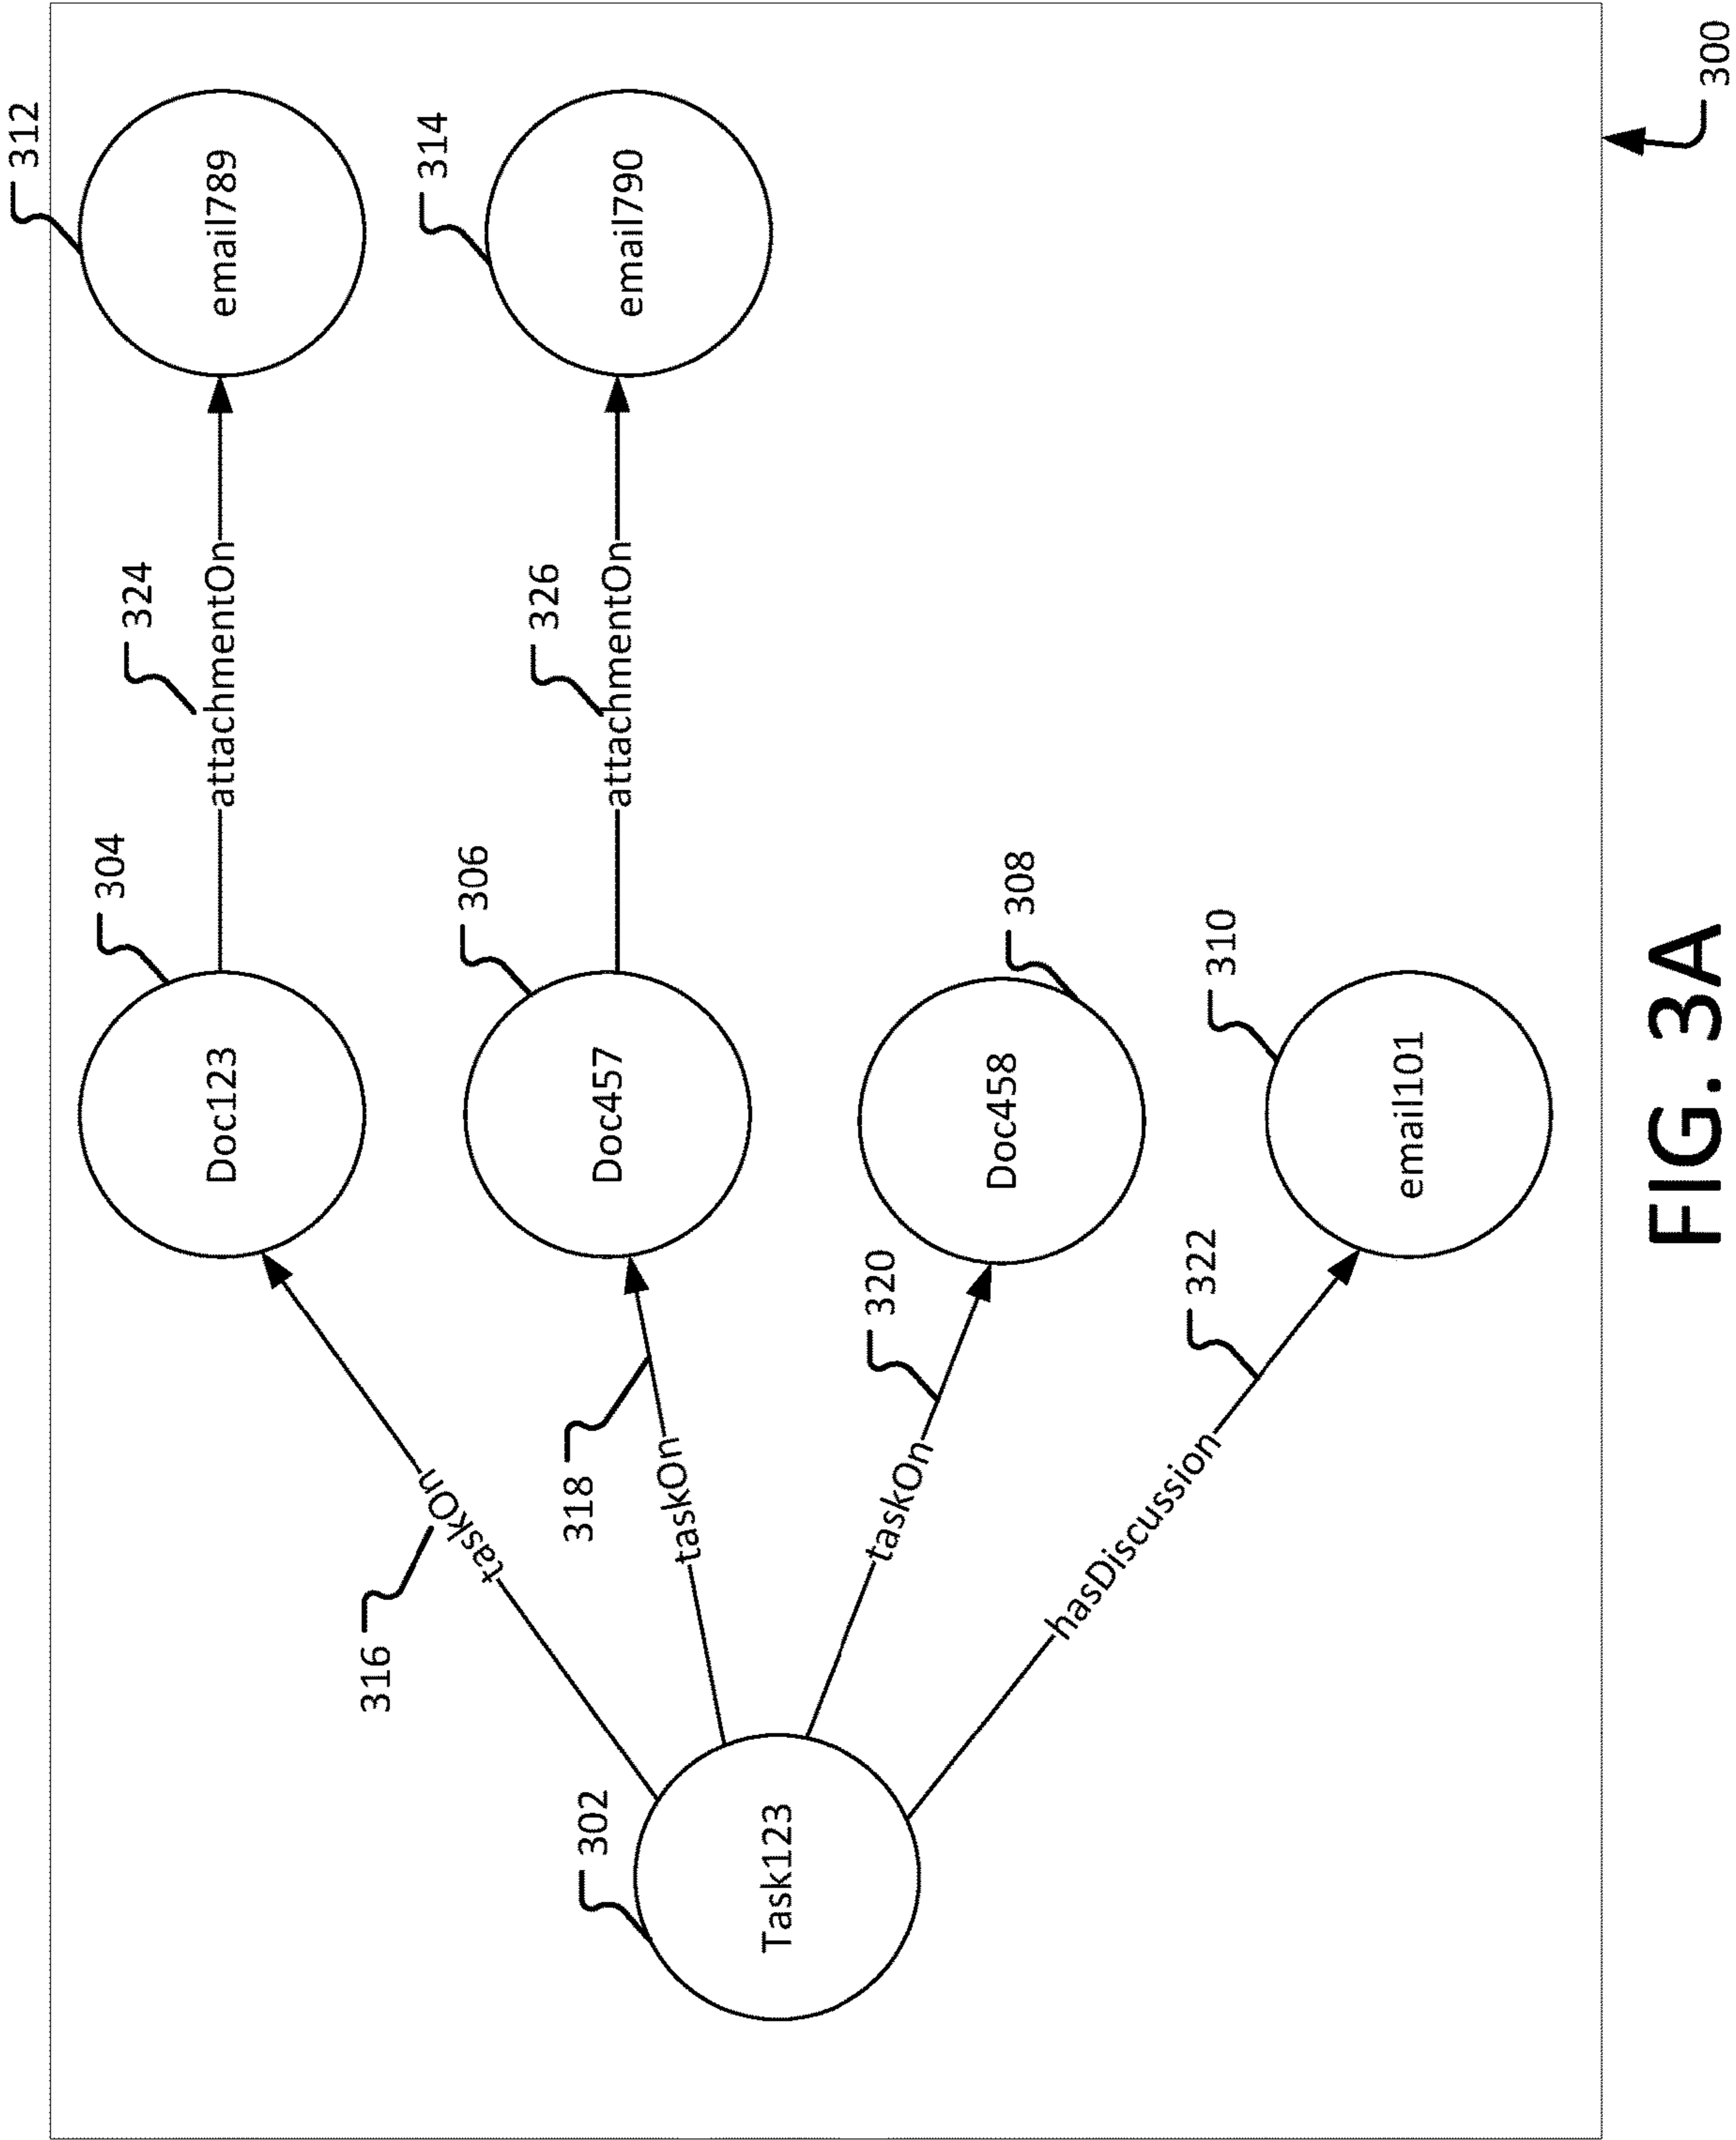 312
email789
324
attachmentOn
304
Doc123
314
email790
326
attachmentOn
306
Doc457
316
taskOn
318
taskOn
302
Task123
308
Doc458
320
taskOn
310
email101
322
hasDiscussion
300
FIG. 3A